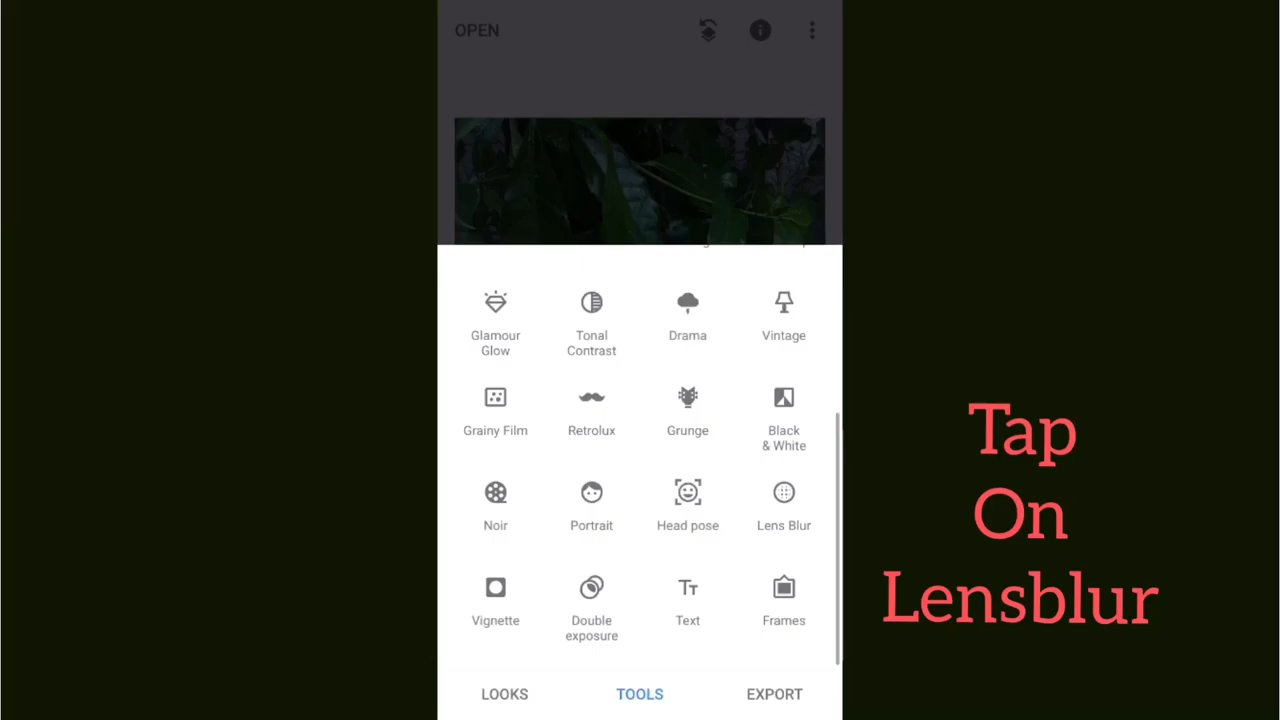 OPEN
Glamour
Glow
Tonal
Contrast
Drama
Vintage
Grainy Film
Retrolux
Grunge
Black
& White
Noir
Portrait
Head pose
Lens Blur
Vignette
Double
exposure
Text
Frames
LOOKS
TOOLS
EXPORT
Tap
On
Lensblur